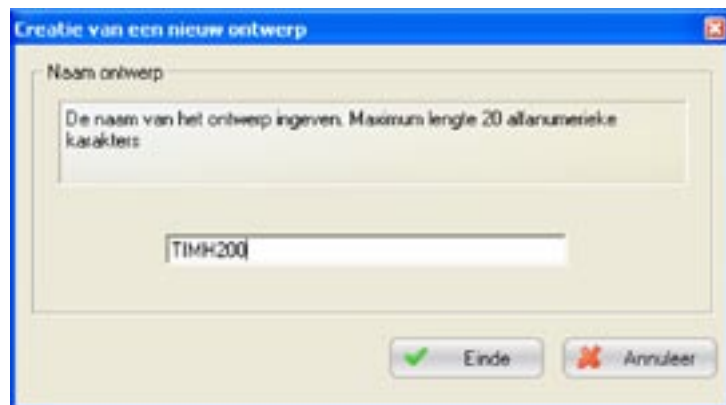 Creatie van een nieuw ontwerp
Naam ontwerp
De naam van het ontwerp ingeven. Maximum lengte 20 alfanumerieke
karakters
TIMH200
Einde
Annuleer